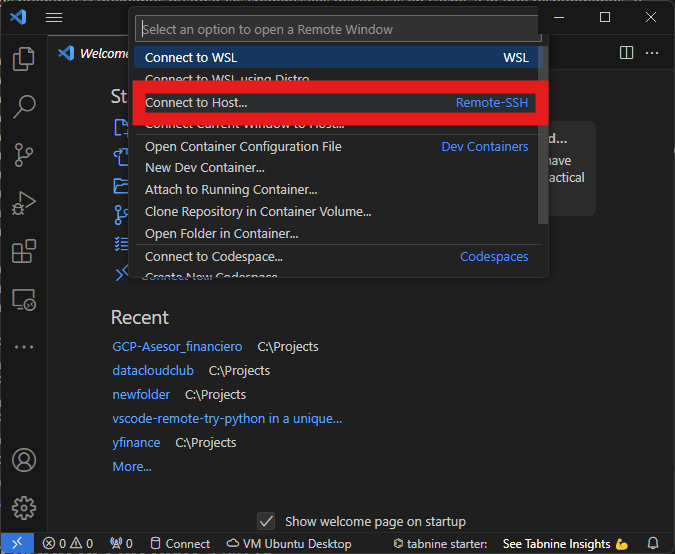 Select an option to open a Remote Window
Welcome
Connect to WSL WSL
Connect to WSL using Distro
Connect to Host... Remote-SSH
Connect Current Window to Host...
Open Container Configuration File Dev Containers
New Dev Container...
Attach to Running Container...
Clone Repository in Container Volume...
Open Folder in Container...
Connect to Codespace... Codespaces
Create New Codespace
St
d...
have
actical
Recent
GCP-Asesor_financiero C:\Projects
datacloudclub C:\Projects
newfolder C:\Projects
vscode-remote-try-python in a unique...
yfinance C:\Projects
More...
Show welcome page on startup
0 0 0 Connect VM Ubuntu Desktop tabnine starter: See Tabnine Insights 💪